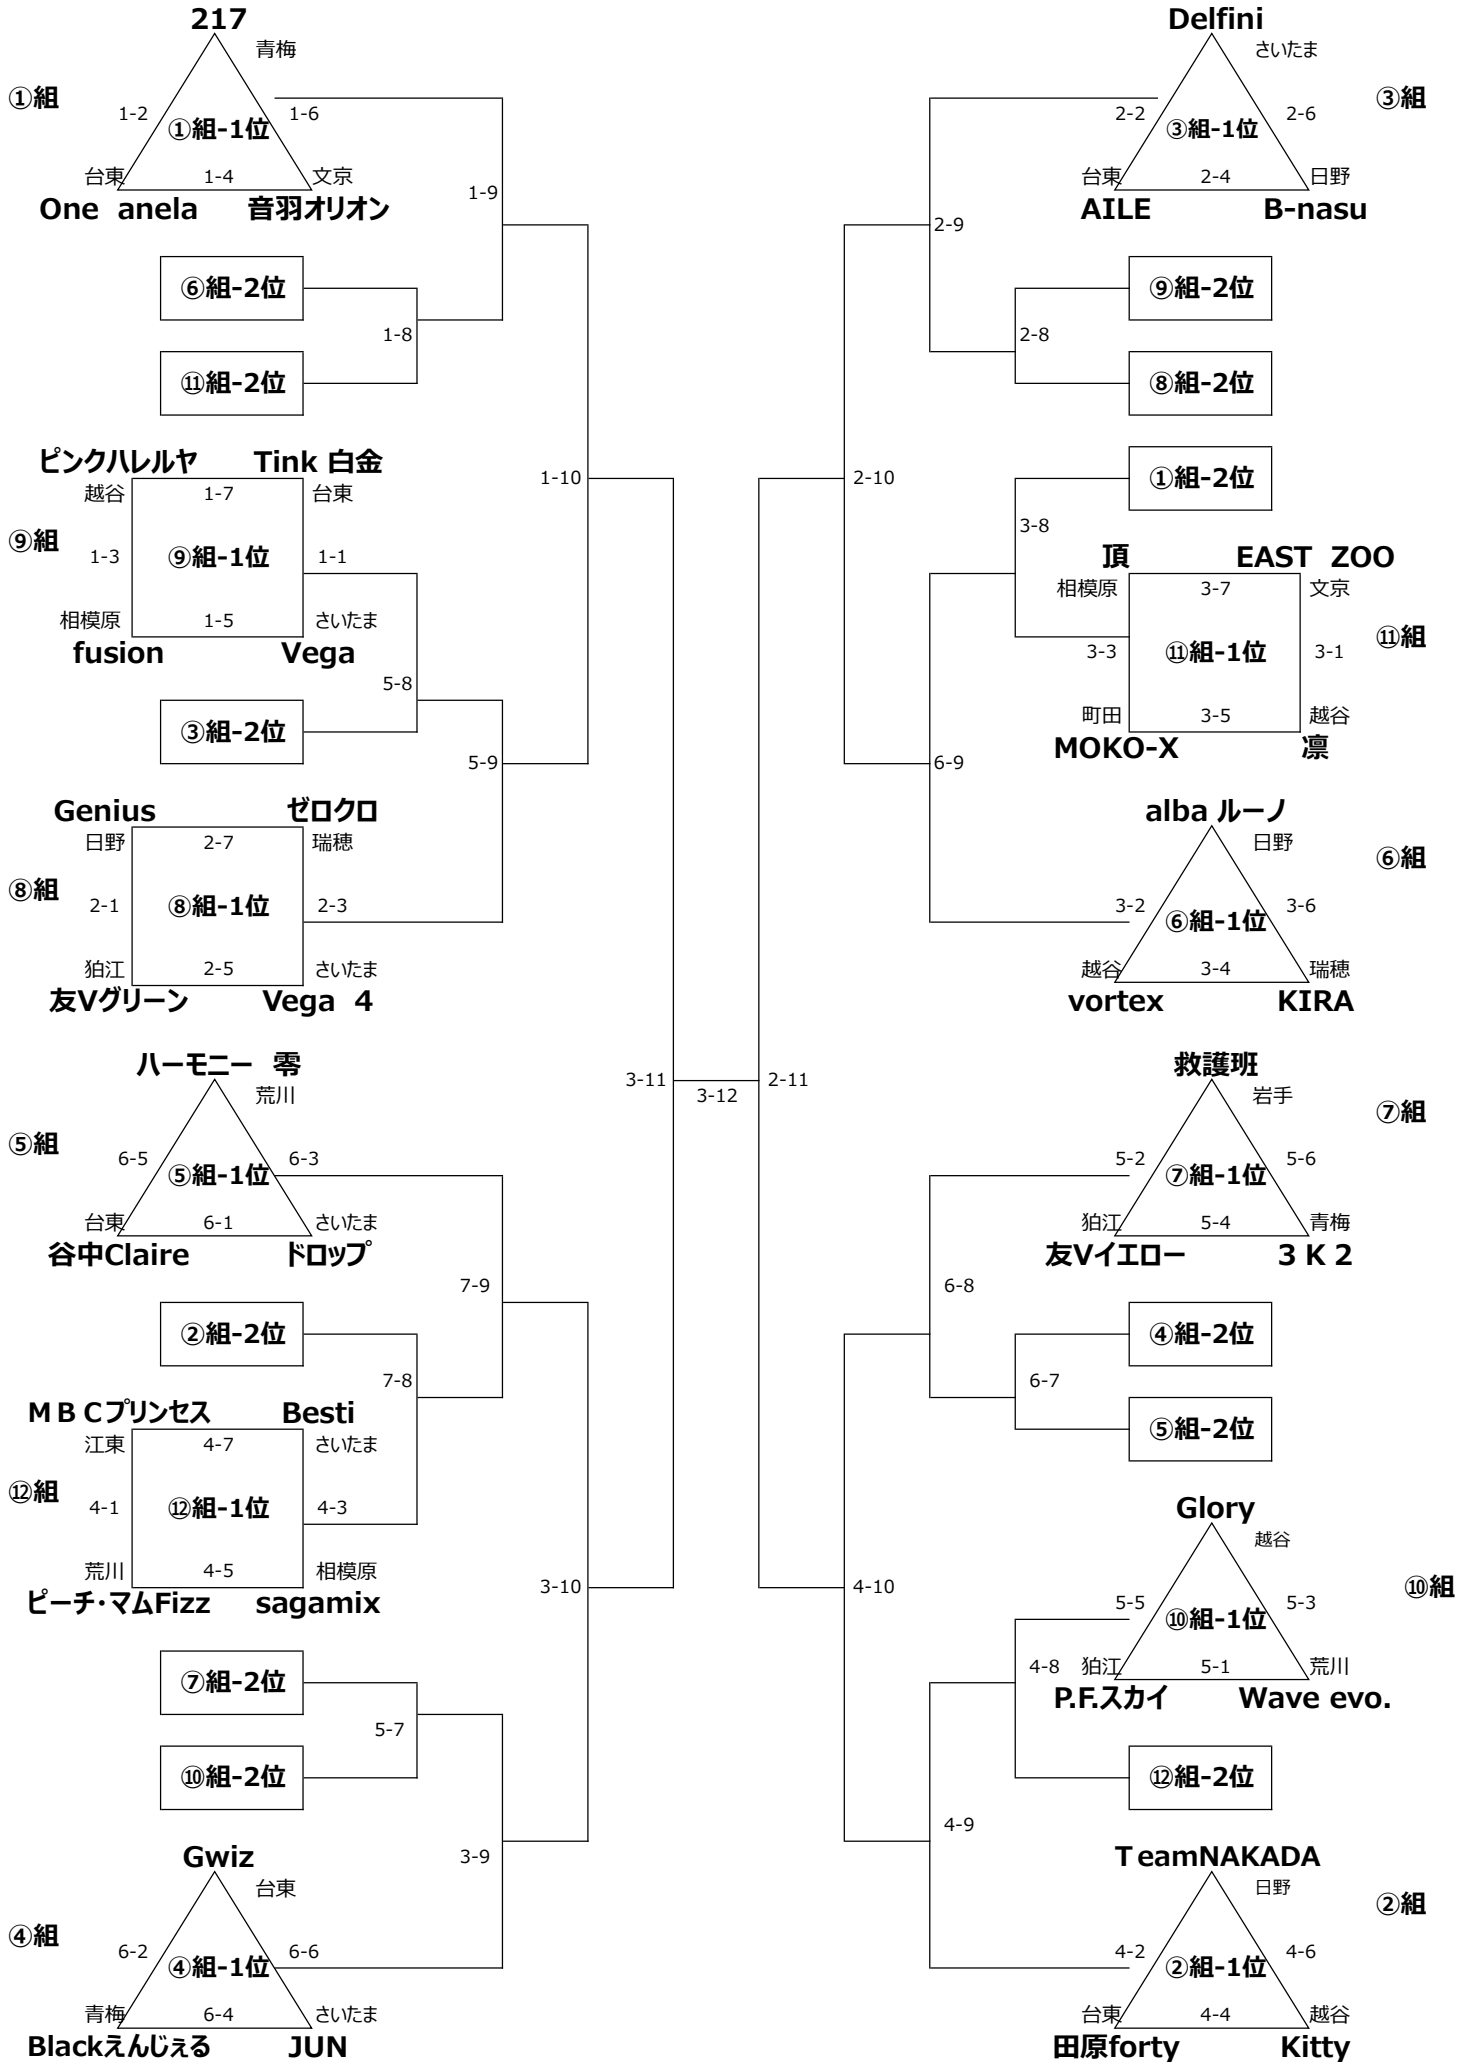 217
青梅
①組
1-2
①組-1位
1-6
台東
1-4
文京
One anela
音羽オリオン
1-9
⑥組-2位
1-8
⑪組-2位
ピンクハレルヤ
Tink 白金
越谷
1-7
台東
⑨組
1-3
⑨組-1位
1-1
相模原
1-5
さいたま
fusion
Vega
1-10
5-8
③組-2位
5-9
Genius
ゼロクロ
日野
2-7
瑞穂
⑧組
2-1
⑧組-1位
2-3
狛江
2-5
さいたま
友Vグリーン
Vega 4
ハーモニー 零
荒川
⑤組
6-5
⑤組-1位
6-3
台東
6-1
さいたま
谷中Claire
ドロップ
3-11
3-12
2-11
7-9
②組-2位
7-8
ＭＢＣプリンセス
Besti
江東
4-7
さいたま
⑫組
4-1
⑫組-1位
4-3
荒川
4-5
相模原
ピーチ・マムFizz
sagamix
3-10
⑦組-2位
5-7
⑩組-2位
3-9
Gwiz
台東
④組
6-2
④組-1位
6-6
青梅
6-4
さいたま
Blackえんじぇる
JUN
Delfini
さいたま
③組
2-2
③組-1位
2-6
台東
2-4
日野
AILE
B-nasu
2-9
⑨組-2位
2-8
⑧組-2位
2-10
①組-2位
3-8
頂
EAST ZOO
相模原
3-7
文京
⑪組
3-3
⑪組-1位
3-1
町田
3-5
越谷
MOKO-X
凛
6-9
alba ルーノ
日野
⑥組
3-2
⑥組-1位
3-6
越谷
3-4
瑞穂
vortex
KIRA
救護班
岩手
⑦組
5-2
⑦組-1位
5-6
狛江
5-4
青梅
友Vイエロー
３Ｋ２
6-8
④組-2位
6-7
⑤組-2位
Glory
越谷
⑩組
4-10
5-5
⑩組-1位
5-3
4-8
狛江
5-1
荒川
P.F.スカイ
Wave evo.
⑫組-2位
4-9
TeamNAKADA
日野
②組
4-2
②組-1位
4-6
台東
4-4
越谷
田原forty
Kitty